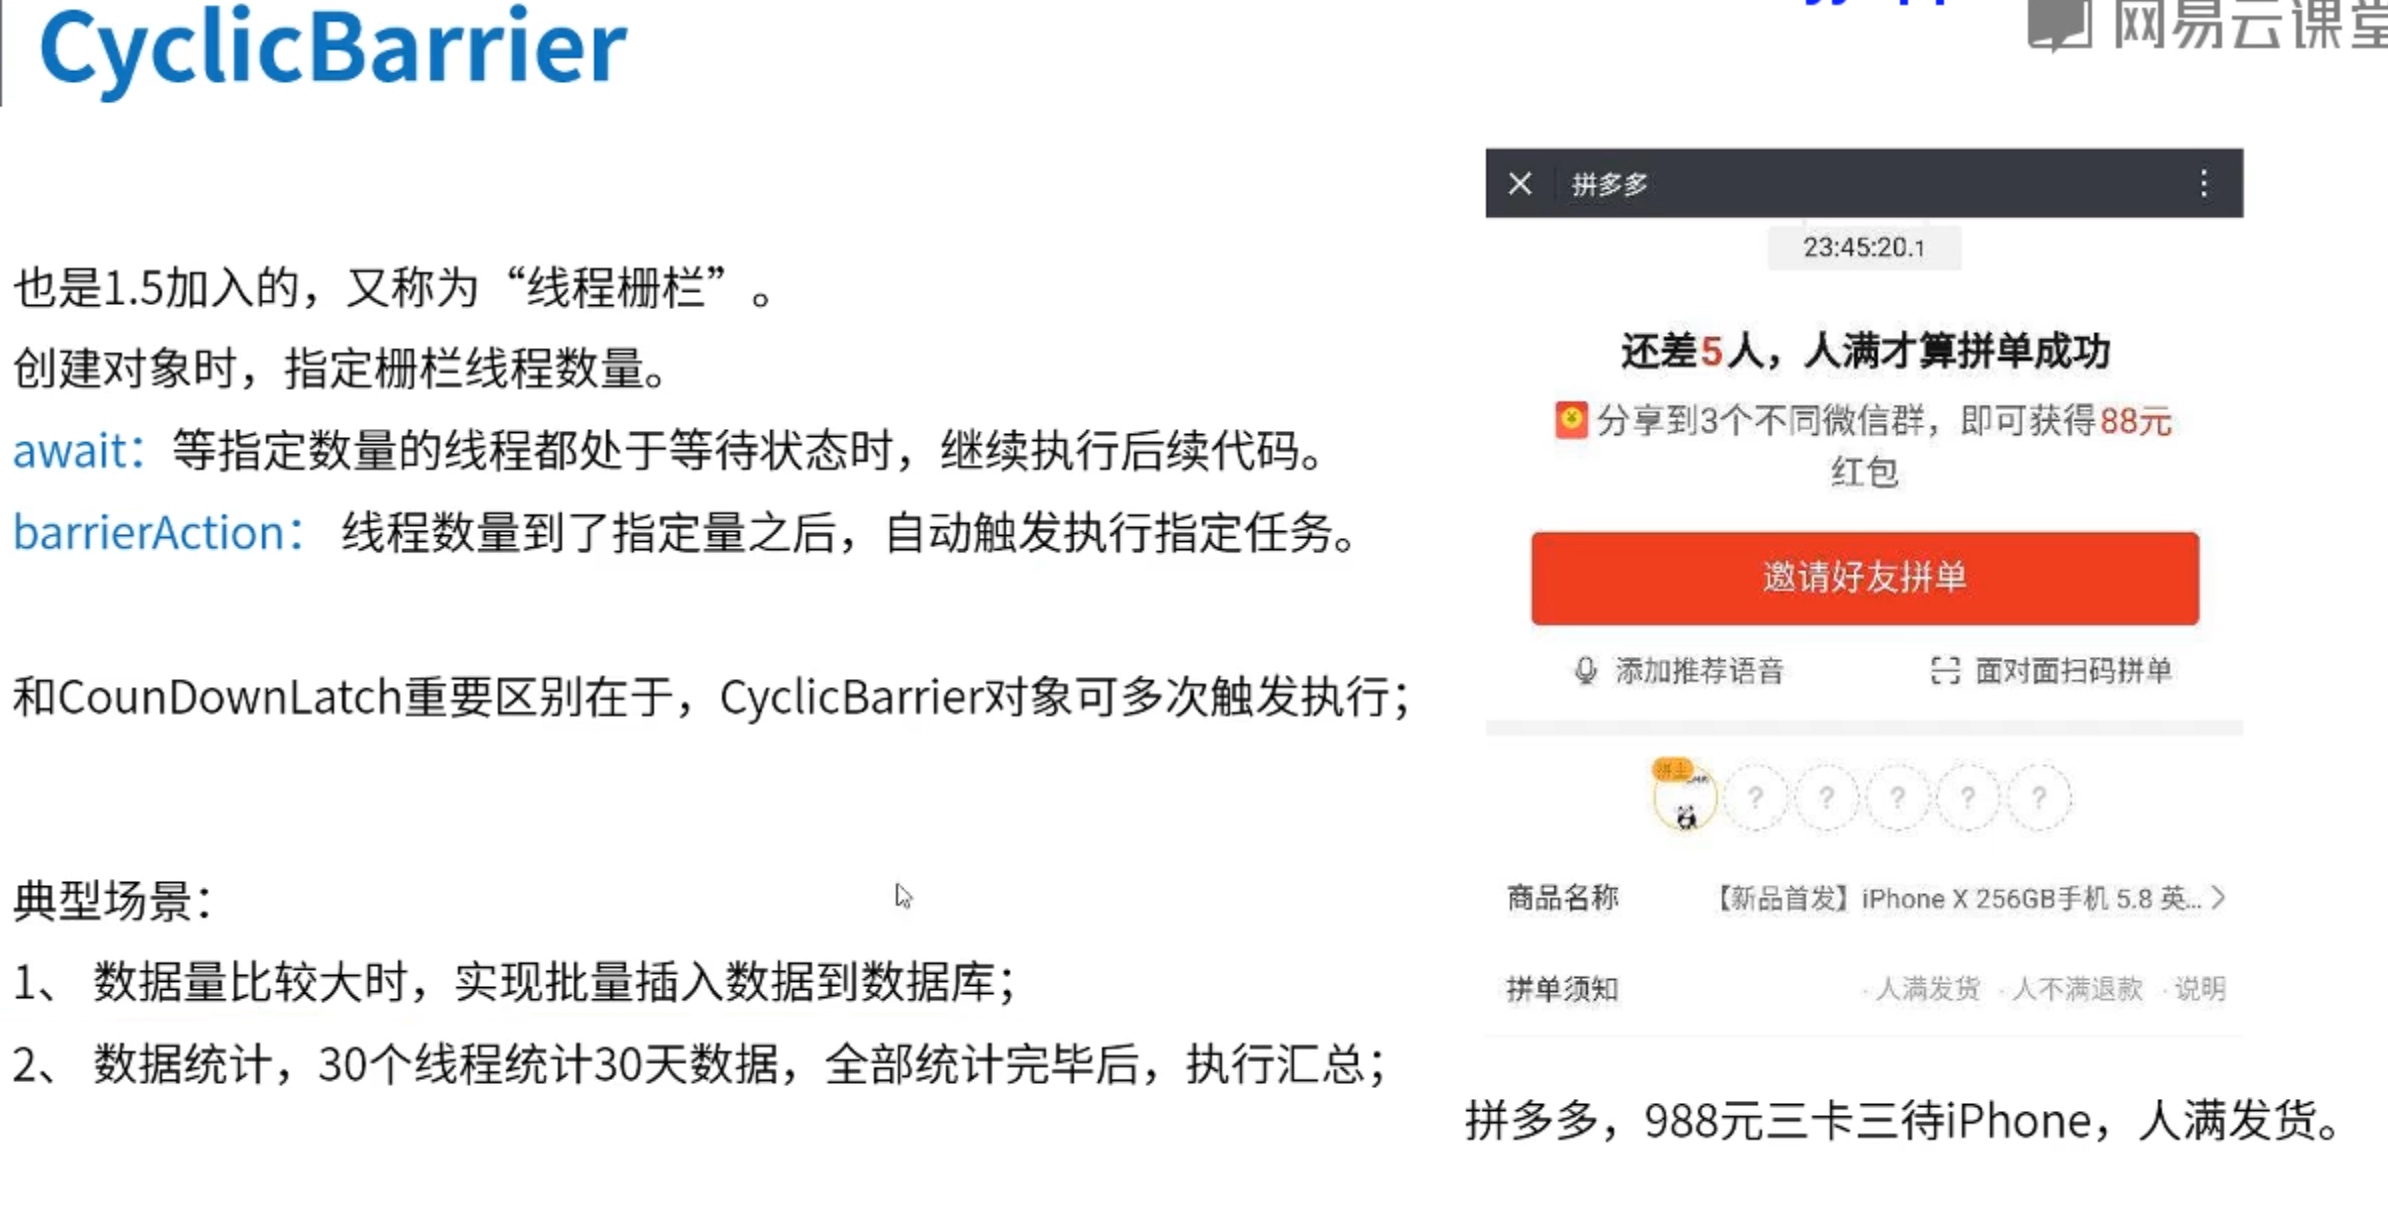 CyclicBarrier
网易云课堂
也是1.5加入的，又称为“线程栅栏”。
创建对象时，指定栅栏线程数量。
await：等指定数量的线程都处于等待状态时，继续执行后续代码。
barrierAction： 线程数量到了指定量之后，自动触发执行指定任务。
和CounDownLatch重要区别在于，CyclicBarrier对象可多次触发执行；
典型场景：
1、 数据量比较大时，实现批量插入数据到数据库；
2、 数据统计，30个线程统计30天数据，全部统计完毕后，执行汇总；
拼多多
23:45:20.1
还差5人，人满才算拼单成功
分享到3个不同微信群，即可获得88元
红包
邀请好友拼单
添加推荐语音
面对面扫码拼单
拼主
? ? ? ? ?
商品名称 【新品首发】iPhone X 256GB手机 5.8 英...
拼单须知 · 人满发货 · 人不满退款 · 说明
拼多多，988元三卡三待iPhone，人满发货。